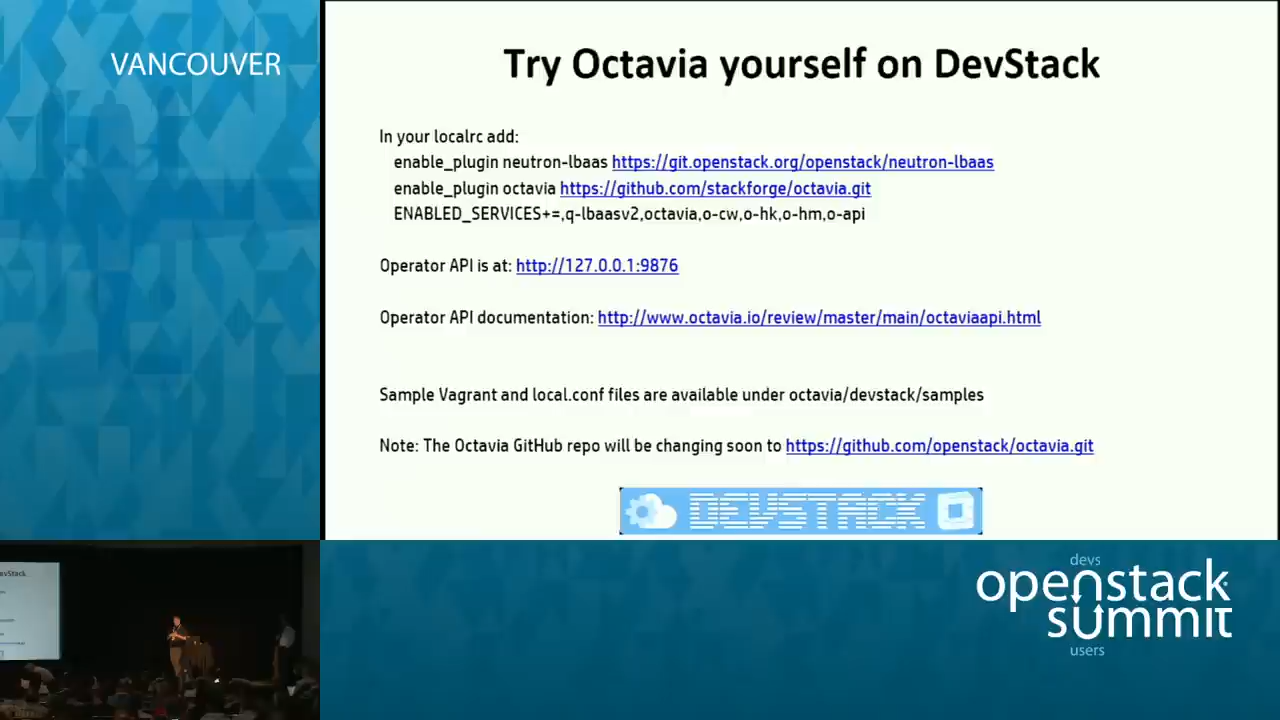 VANCOUVER
Try Octavia yourself on DevStack
In your localrc add:
enable_plugin neutron-lbaas https://git.openstack.org/openstack/neutron-lbaas
enable_plugin octavia https://github.com/stackforge/octavia.git
ENABLED_SERVICES+=,q-lbaasv2,octavia,o-cw,o-hk,o-hm,o-api
Operator API is at: http://127.0.0.1:9876
Operator API documentation: http://www.octavia.io/review/master/main/octaviaapi.html
Sample Vagrant and local.conf files are available under octavia/devstack/samples
Note: The Octavia GitHub repo will be changing soon to https://github.com/openstack/octavia.git
DEVSTACK
devs
openstack
summit
users